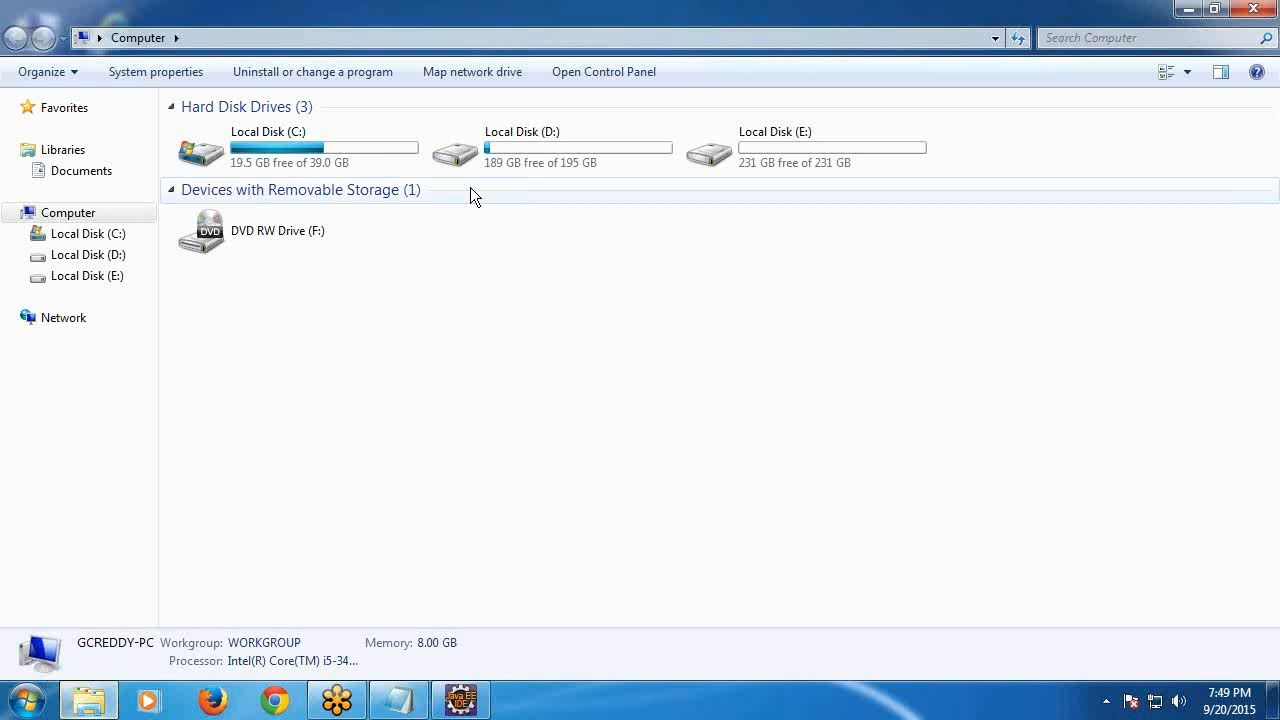 Computer
Search Computer
Organize
System properties
Uninstall or change a program
Map network drive
Open Control Panel
Favorites
Libraries
Documents
Computer
Local Disk (C:)
Local Disk (D:)
Local Disk (E:)
Network
Hard Disk Drives (3)
Local Disk (C:)
19.5 GB free of 39.0 GB
Local Disk (D:)
189 GB free of 195 GB
Local Disk (E:)
231 GB free of 231 GB
Devices with Removable Storage (1)
DVD
DVD RW Drive (F:)
GCREDDY-PC
Workgroup: WORKGROUP
Memory: 8.00 GB
Processor: Intel(R) Core(TM) i5-34...
Java EE
IDE
7:49 PM
9/20/2015